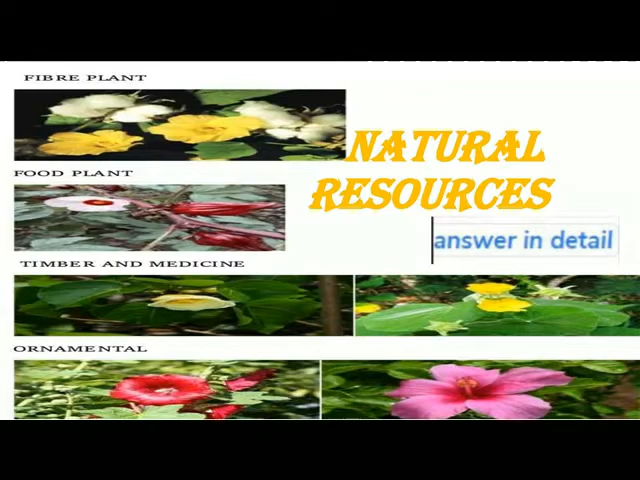 FIBRE PLANT
NATURAL
FOOD PLANT
RESOURCES
answer in detail
TIMBER AND MEDICINE
ORNAMENTAL